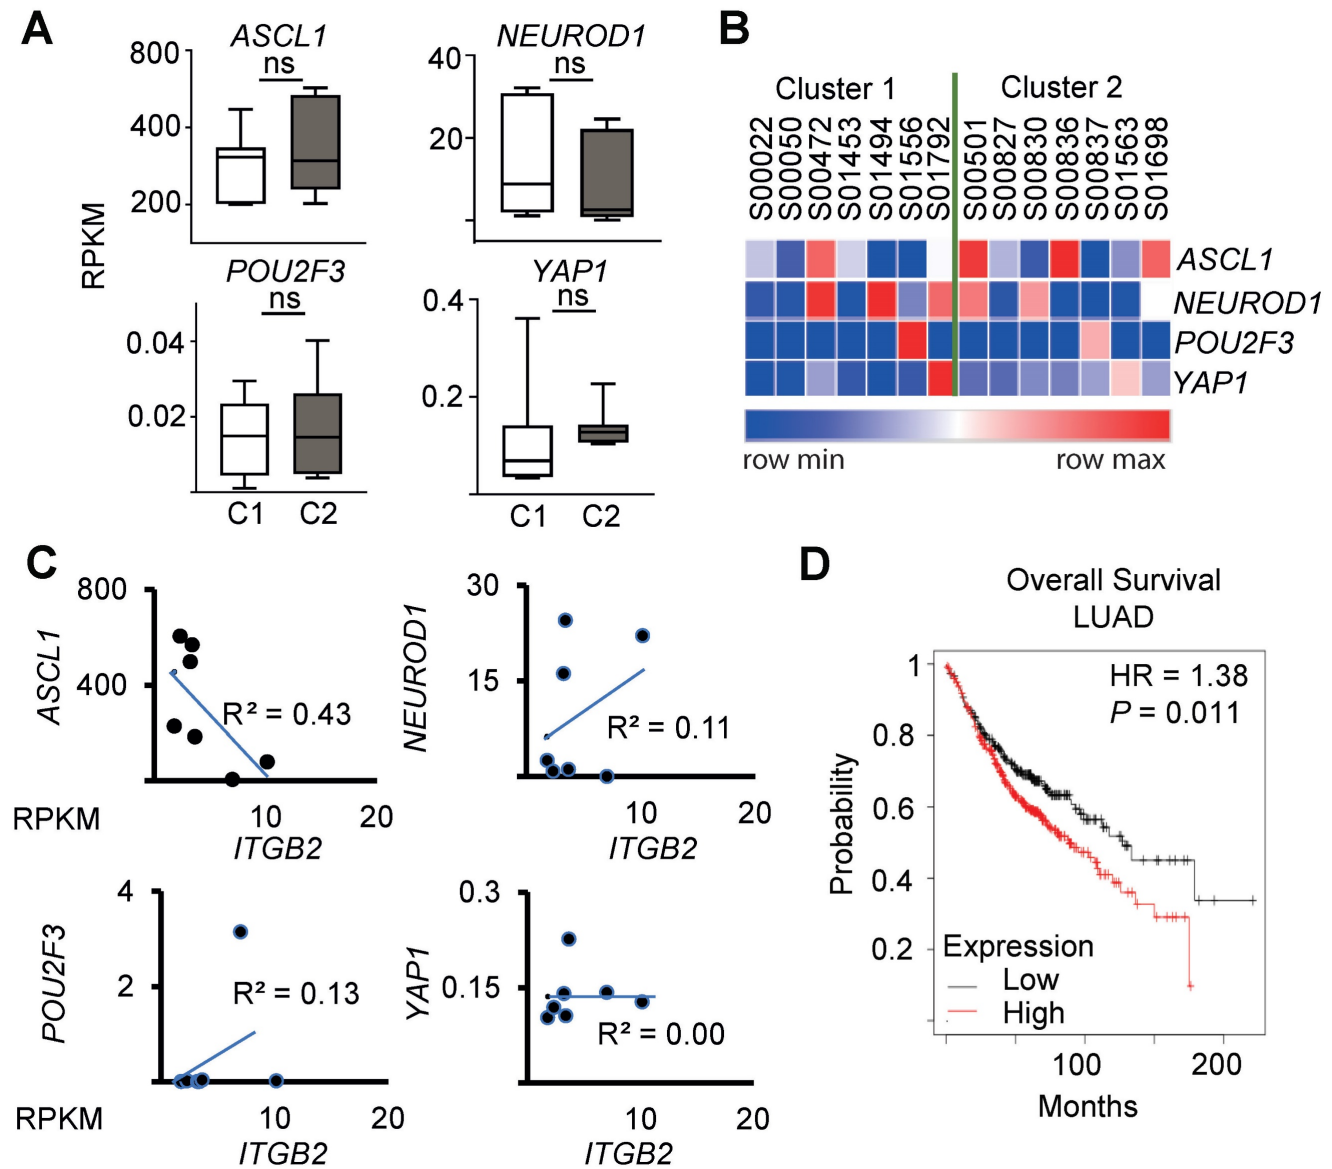 A
ASCL1
ns
800
400
200
NEUROD1
ns
40
20
RPKM
POU2F3
ns
0.04
0.02
C1 C2
YAP1
ns
0.4
0.2
C1 C2
B
Cluster 1 Cluster 2
S00022
S00050
S00472
S01453
S01494
S01556
S01792
S00501
S00827
S00830
S00836
S00837
S01563
S01698
ASCL1
NEUROD1
POU2F3
YAP1
row min row max
C
ASCL1
800
400
R² = 0.43
RPKM 10 20
ITGB2
NEUROD1
30
15
R² = 0.11
10 20
ITGB2
POU2F3
4
2
R² = 0.13
RPKM 10 20
ITGB2
YAP1
0.3
0.15
R² = 0.00
10 20
ITGB2
D
Overall Survival
LUAD
HR = 1.38
P = 0.011
Probability
1
0.8
0.6
0.4
0.2
Expression
Low
High
100 200
Months